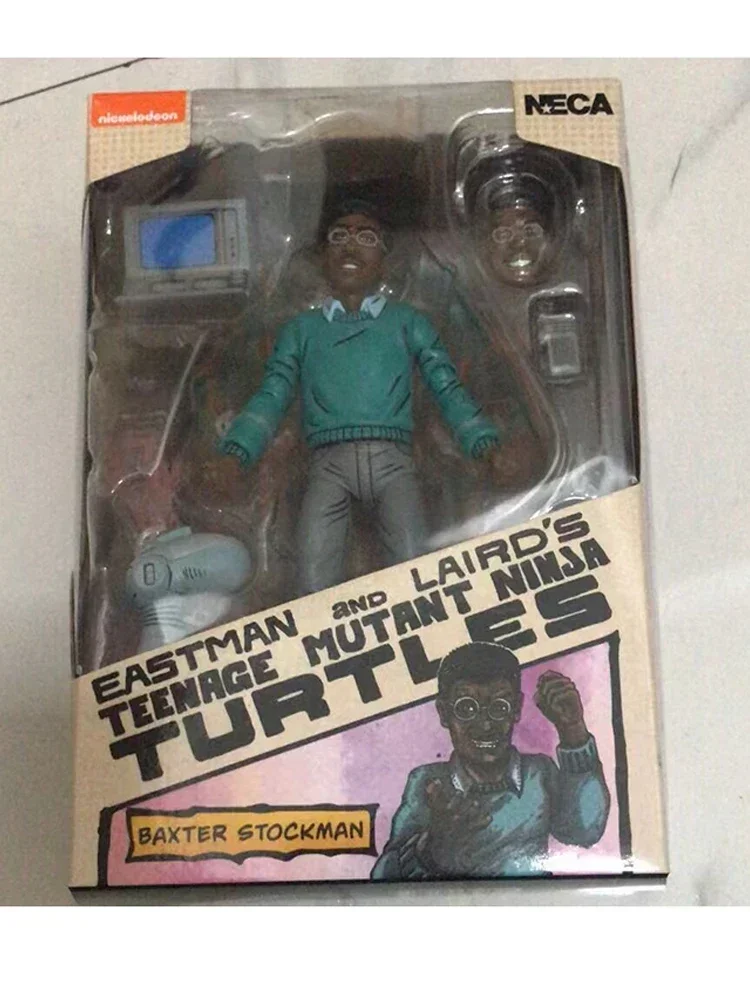 nickelodeon
NECA
EASTMAN AND LAIRD'S
TEENAGE MUTANT NINJA
TURTLES
BAXTER STOCKMAN